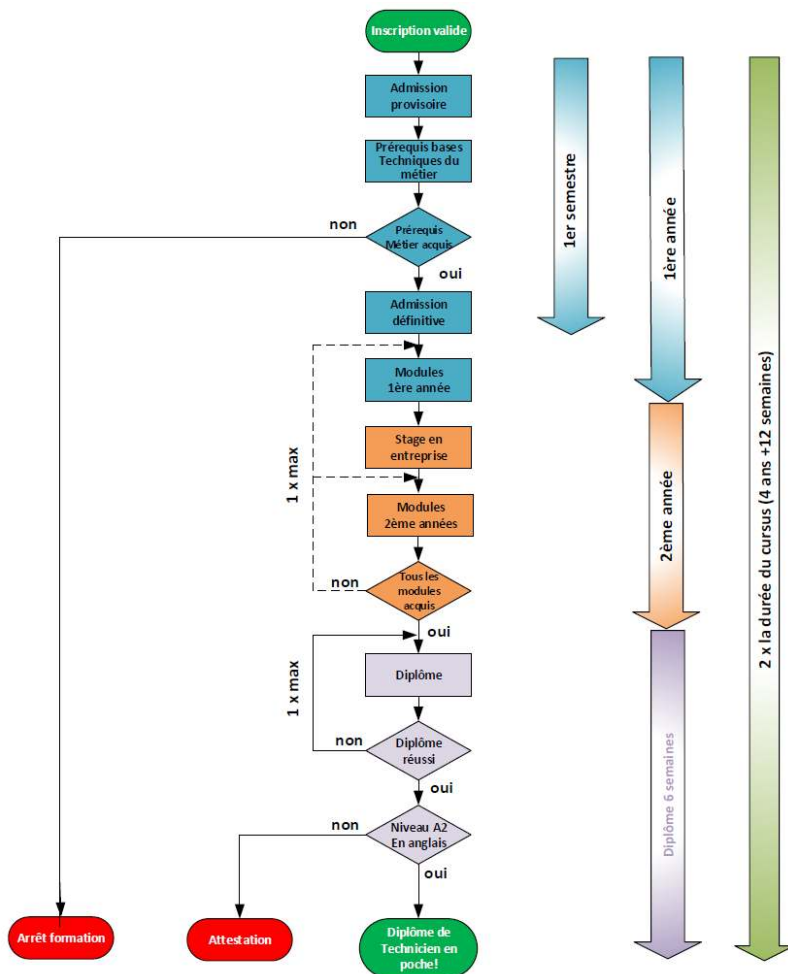 Inscription valide
Admission
provisoire
Prérequis bases
Techniques du
métier
non
Prérequis
Métier acquis
oui
Admission
définitive
Modules
1ère année
Stage en
entreprise
1 x max
Modules
2ème années
non
Tous les
modules
acquis
oui
Diplôme
1 x max
non
Diplôme
réussi
oui
non
Niveau A2
En anglais
oui
Arrêt formation
Attestation
Diplôme de
Technicien en
poche!
1er semestre
1ère année
2ème année
Diplôme 6 semaines
2 x la durée du cursus (4 ans +12 semaines)